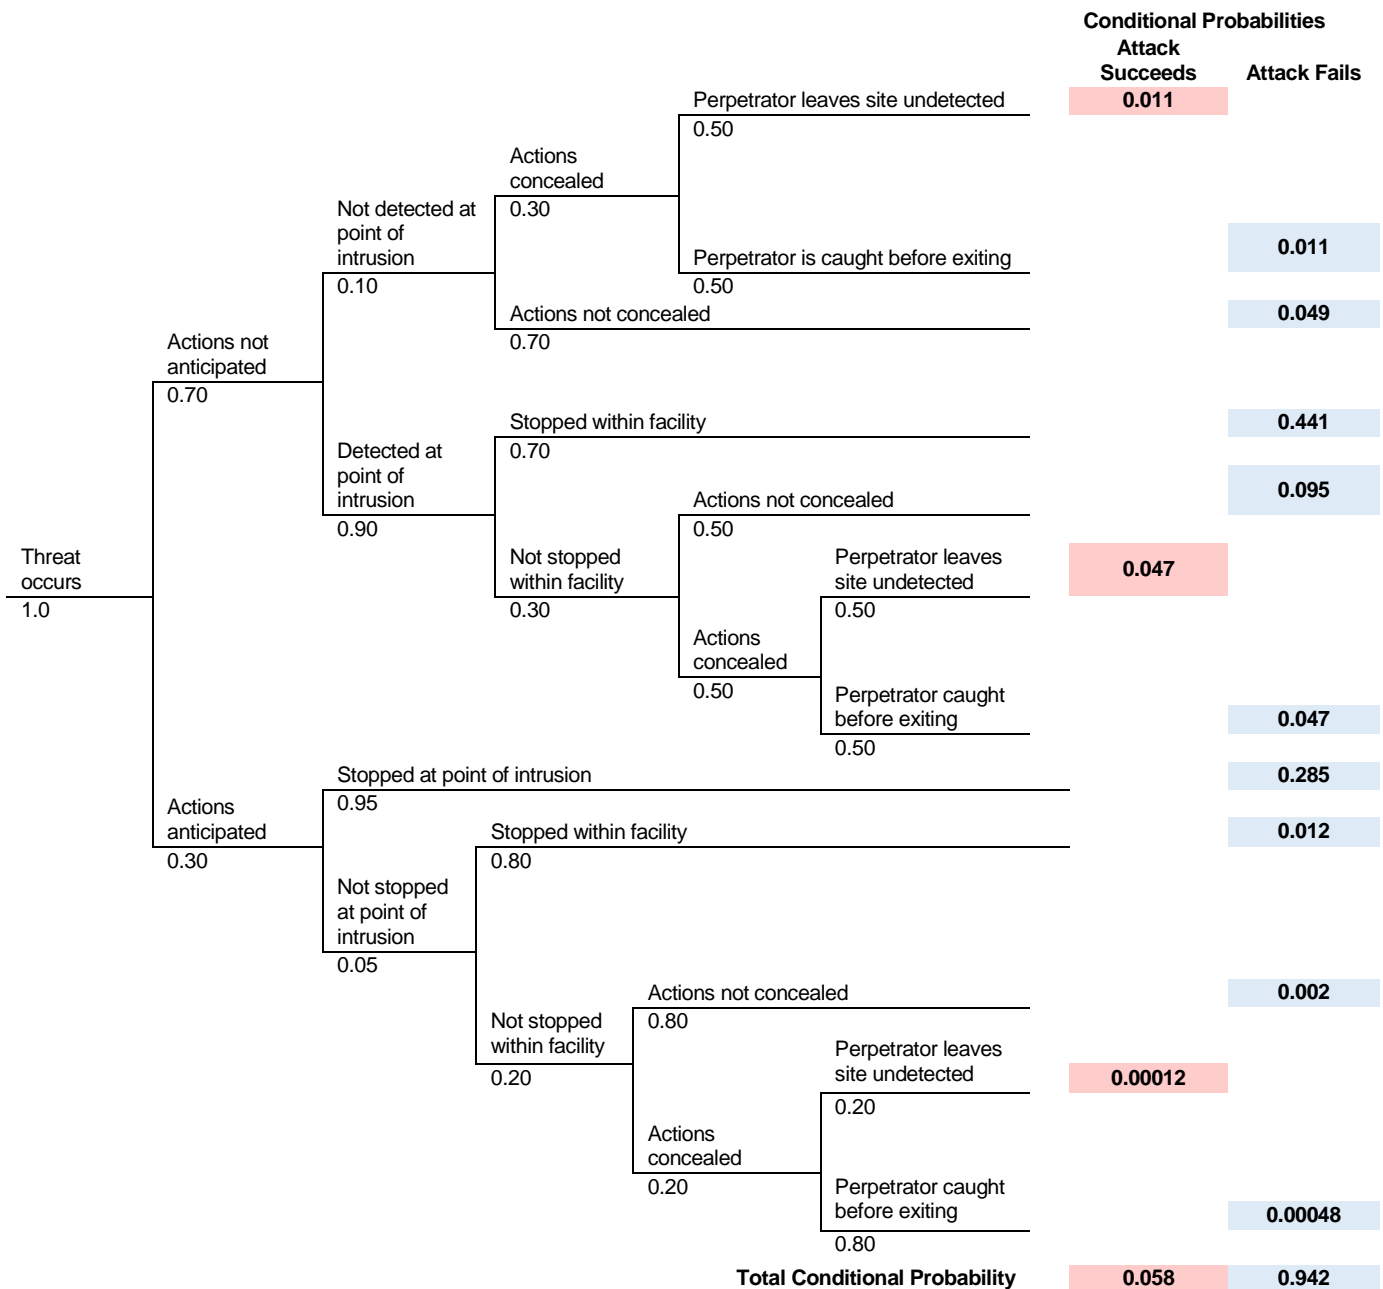 Conditional Probabilities
Attack
Succeeds
Attack Fails
Perpetrator leaves site undetected
0.011
0.50
Actions
concealed
0.30
Not detected at
point of
intrusion
0.10
0.011
Perpetrator is caught before exiting
0.50
Actions not concealed
0.049
0.70
Actions not
anticipated
0.70
Stopped within facility
0.441
0.70
Detected at
point of
intrusion
0.90
0.095
Actions not concealed
0.50
Threat
occurs
1.0
Not stopped
within facility
0.30
Perpetrator leaves
site undetected
0.047
0.50
Actions
concealed
0.50
Perpetrator caught
before exiting
0.047
0.50
Stopped at point of intrusion
0.285
0.95
Actions
anticipated
0.30
Stopped within facility
0.012
0.80
Not stopped
at point of
intrusion
0.05
Actions not concealed
0.002
0.80
Not stopped
within facility
0.20
Perpetrator leaves
site undetected
0.00012
0.20
Actions
concealed
0.20
Perpetrator caught
before exiting
0.00048
0.80
Total Conditional Probability
0.058
0.942